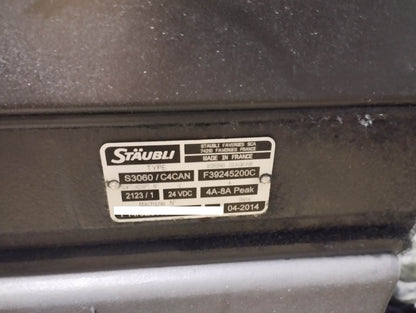 STÄUBLI
STAUBLI FAVERGES SCA
74210 FAVERGES FRANCE
MADE IN FRANCE
TYPE
S3060 / C4CAN
F39245200C
2123 / 1
24 VDC
4A-8A Peak
Machine N°
Date
04-2014